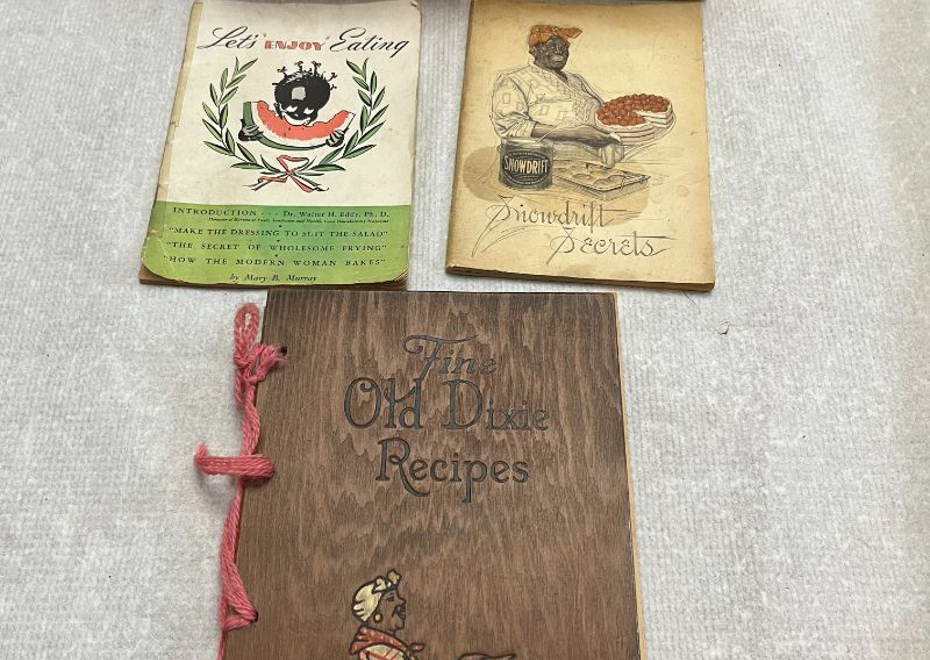 Let's ENJOY Eating
INTRODUCTION - - - Dr. Walter H. Eddy, Ph. D.
"MAKE THE DRESSING TO SUIT THE SALAD"
"THE SECRET OF WHOLESOME FRYING"
"HOW THE MODERN WOMAN BAKES"
by Mary B. Murray
SNOWDRIFT
Snowdrift
Secrets
Fine
Old Dixie
Recipes